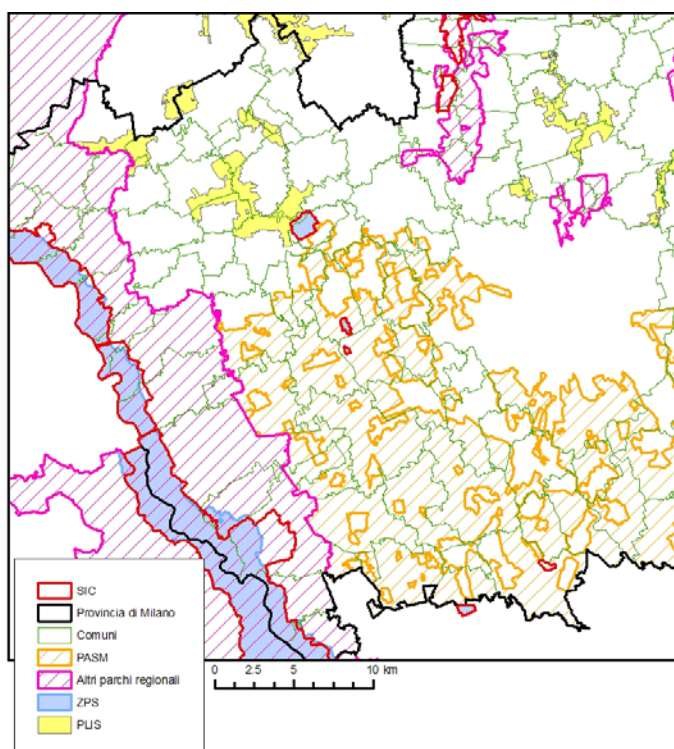 SIC
Provincia di Milano
Comuni
PASM
Altri parchi regionali
ZPS
PLIS
0 2.5 5 10 km